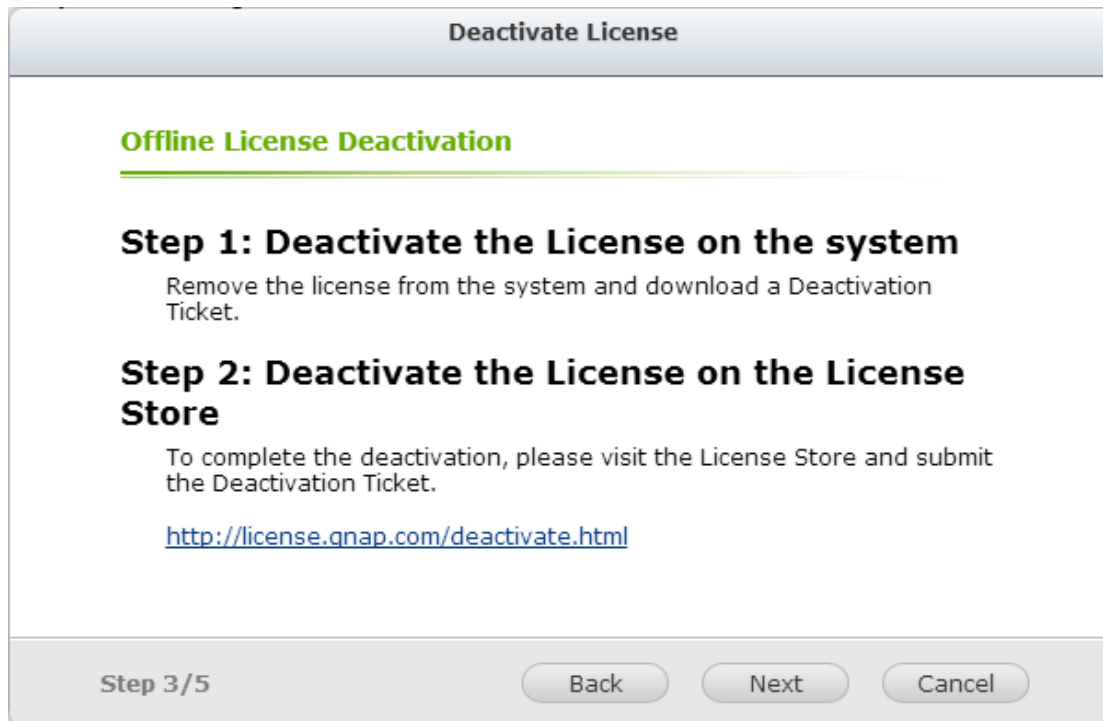 Deactivate License
Offline License Deactivation
Step 1: Deactivate the License on the system
Remove the license from the system and download a Deactivation
Ticket.
Step 2: Deactivate the License on the License
Store
To complete the deactivation, please visit the License Store and submit
the Deactivation Ticket.
http://license.qnap.com/deactivate.html
Step 3/5
Back
Next
Cancel